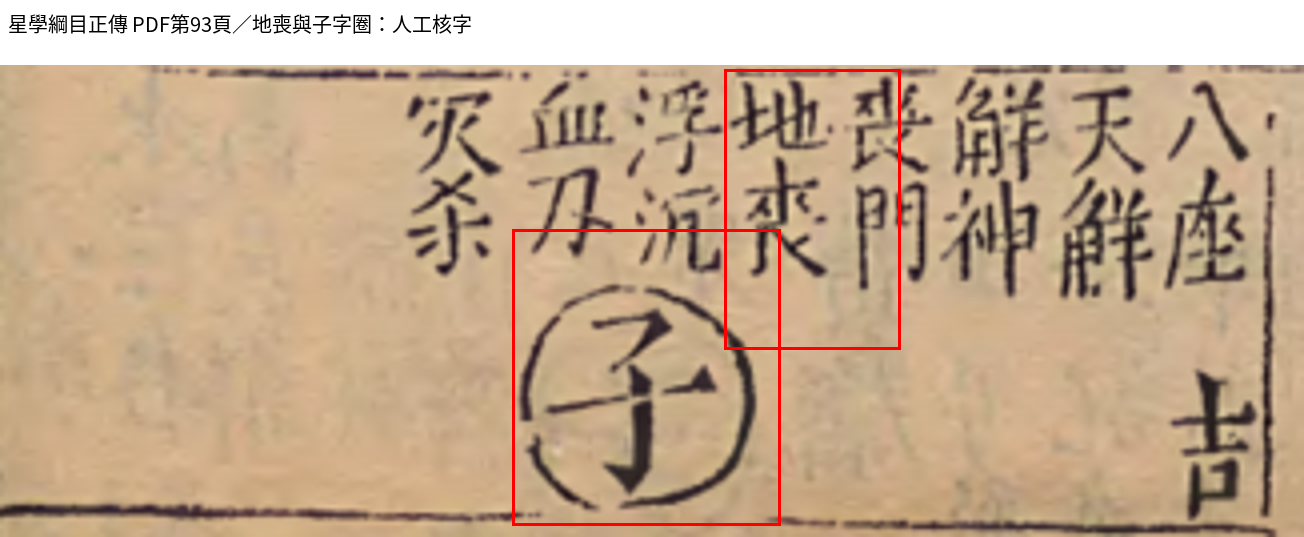 星學綱目正傳 PDF第93頁／地喪與子字圈：人工核字
八座 吉
天觧
觧神
喪門
地喪
浮沉
血刃
灾杀
子